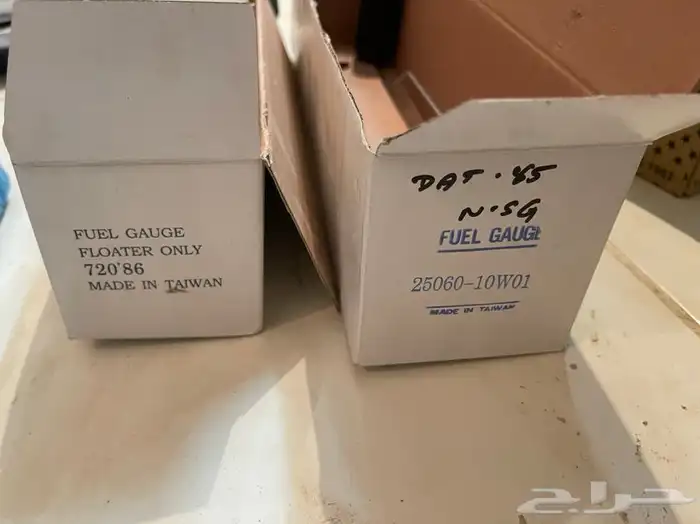 FUEL GAUGE
FLOATER ONLY
720'86
MADE IN TAIWAN
DAT. 85
N.SG
FUEL GAUGE
25060-10W01
MADE IN TAIWAN
حراج